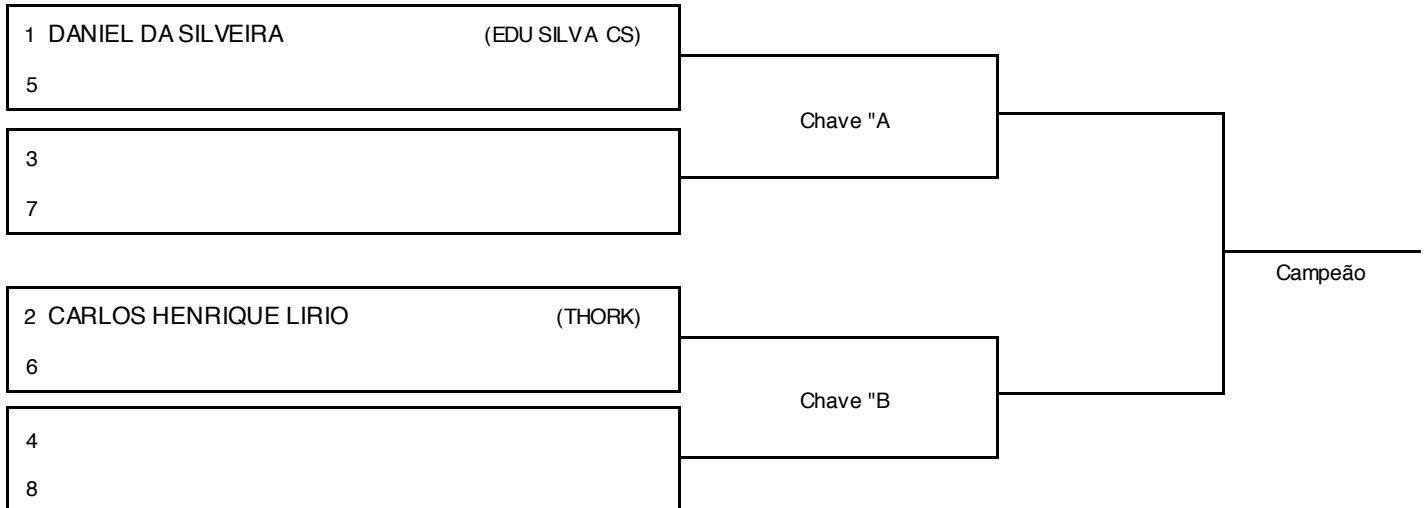 1 DANIEL DA SILVEIRA (EDU SILVA CS)
5
Chave "A
3
7
Campeão
2 CARLOS HENRIQUE LIRIO (THORK)
6
Chave "B
4
8